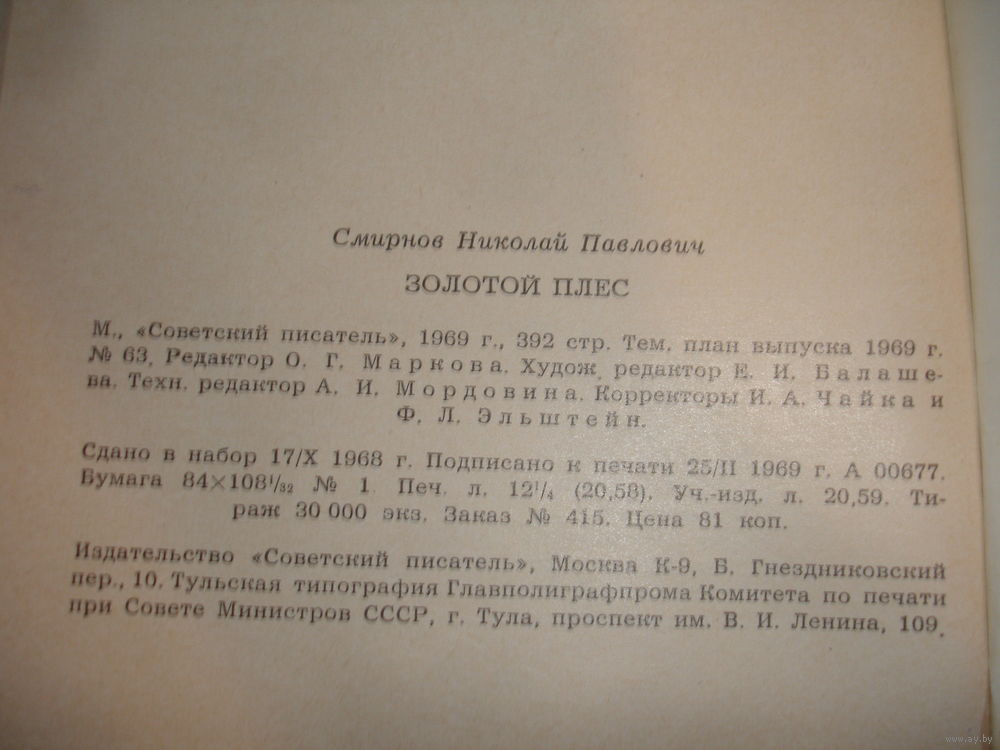 Смирнов Николай Павлович
ЗОЛОТОЙ ПЛЕС
М., «Советский писатель», 1969 г., 392 стр. Тем. план выпуска 1969 г.
№ 63. Редактор О. Г. Маркова. Худож. редактор Е. И. Балаше-
ва. Техн. редактор А. И. Мордовина. Корректоры И. А. Чайка и
Ф. Л. Эльштейн.
Сдано в набор 17/X 1968 г. Подписано к печати 25/II 1969 г. А 00677.
Бумага 84×108¹/₃₂ № 1. Печ. л. 12¹/₄ (20,58). Уч.-изд. л. 20,59. Ти-
раж 30 000 экз. Заказ № 415. Цена 81 коп.
Издательство «Советский писатель», Москва К-9, Б. Гнездниковский
пер., 10. Тульская типография Главполиграфпрома Комитета по печати
при Совете Министров СССР, г. Тула, проспект им. В. И. Ленина, 109.
www.ay.by